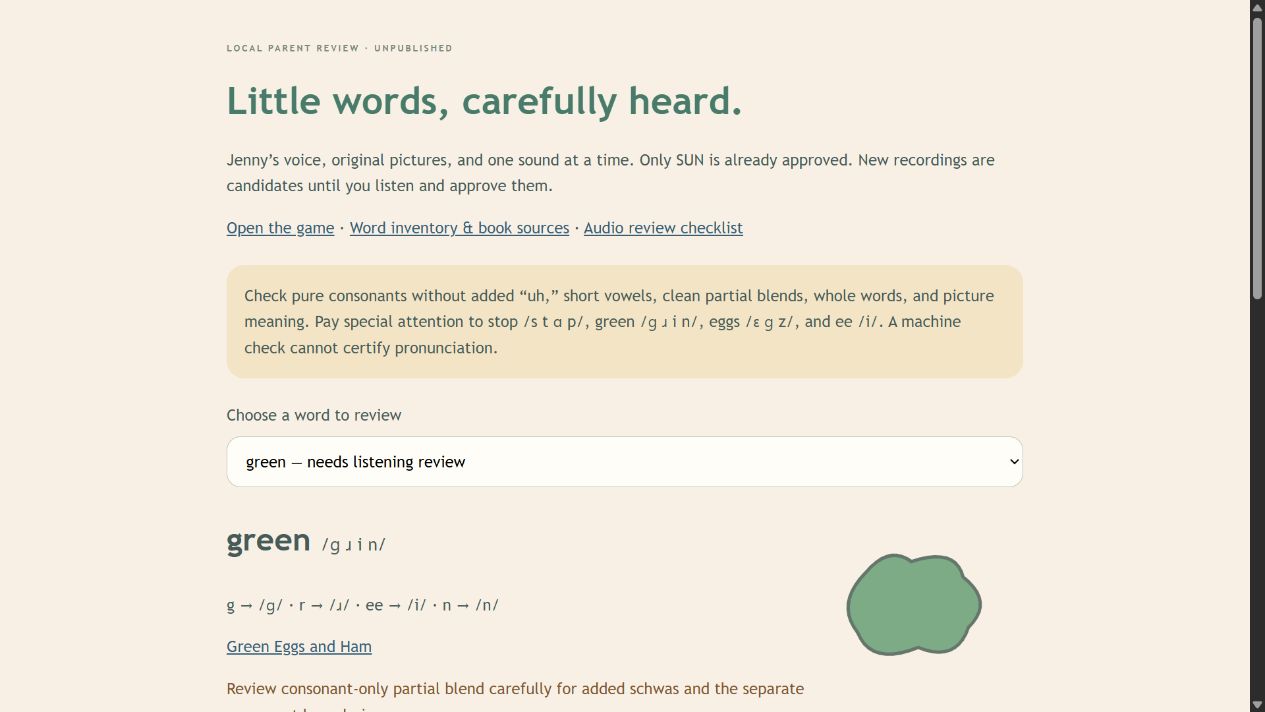 LOCAL PARENT REVIEW · UNPUBLISHED
Little words, carefully heard.
Jenny’s voice, original pictures, and one sound at a time. Only SUN is already approved. New recordings are
candidates until you listen and approve them.
Open the game · Word inventory & book sources · Audio review checklist
Check pure consonants without added “uh,” short vowels, clean partial blends, whole words, and picture
meaning. Pay special attention to stop /s t ɑ p/, green /ɡ ɹ i n/, eggs /ɛ ɡ z/, and ee /i/. A machine
check cannot certify pronunciation.
Choose a word to review
green — needs listening review
green /ɡ ɹ i n/
g → /ɡ/ · r → /ɹ/ · ee → /i/ · n → /n/
Green Eggs and Ham
Review consonant-only partial blend carefully for added schwas and the separate